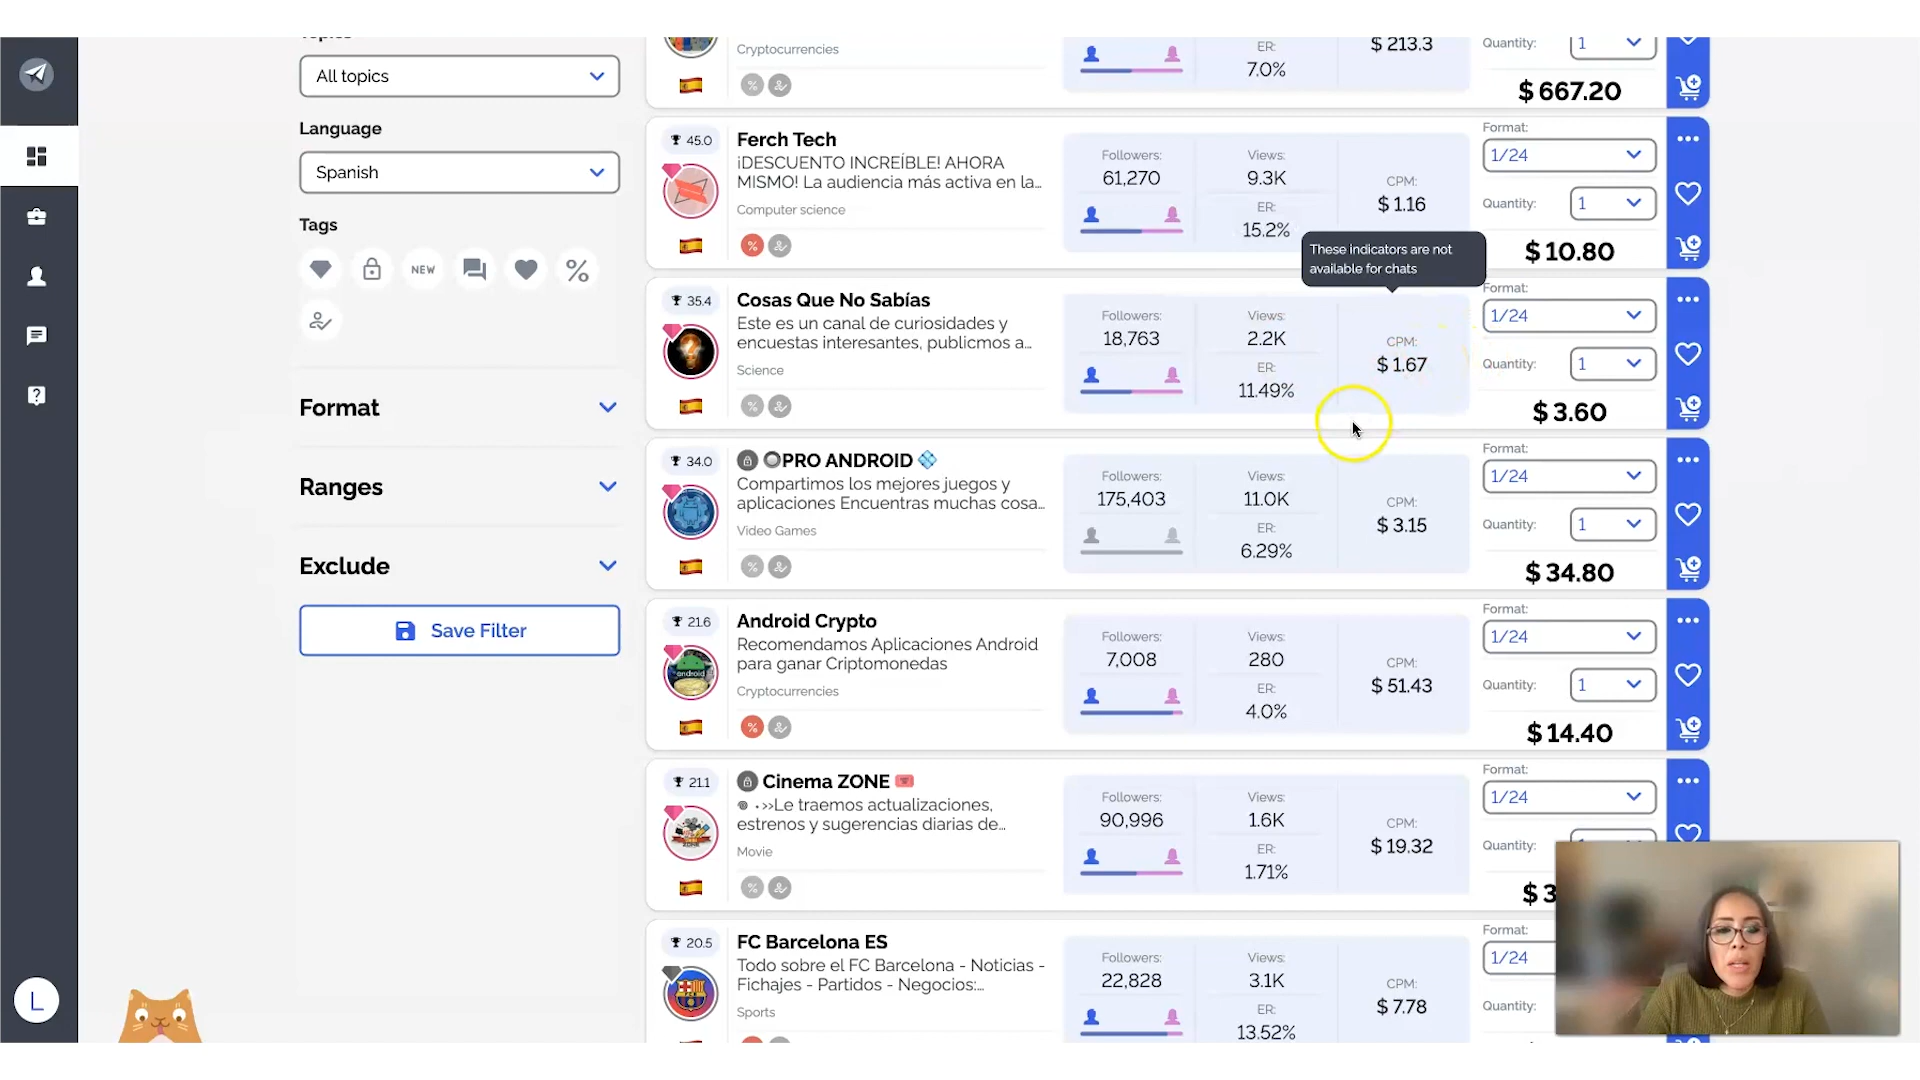 All topics
Language
Spanish
Tags
NEW
Format
Ranges
Exclude
Save Filter
L
Cryptocurrencies
ER:
7.0%
$ 213.3
Quantity:
1
$ 667.20
45.0
Ferch Tech
¡DESCUENTO INCREÍBLE! AHORA
MISMO! La audiencia más activa en la...
Computer science
Followers:
61,270
Views:
9.3K
ER:
15.2%
CPM:
$ 1.16
Format:
1/24
Quantity:
1
$ 10.80
These indicators are not
available for chats
35.4
Cosas Que No Sabías
Este es un canal de curiosidades y
encuestas interesantes, publicmos a...
Science
Followers:
18,763
Views:
2.2K
ER:
11.49%
CPM:
$ 1.67
Format:
1/24
Quantity:
1
$ 3.60
34.0
PRO ANDROID
Compartimos los mejores juegos y
aplicaciones Encuentras muchas cosa...
Video Games
Followers:
175,403
Views:
11.0K
ER:
6.29%
CPM:
$ 3.15
Format:
1/24
Quantity:
1
$ 34.80
21.6
Android Crypto
Recomendamos Aplicaciones Android
para ganar Criptomonedas
Cryptocurrencies
Followers:
7,008
Views:
280
ER:
4.0%
CPM:
$ 51.43
Format:
1/24
Quantity:
1
$ 14.40
21.1
Cinema ZONE
•>>Le traemos actualizaciones,
estrenos y sugerencias diarias de...
Movie
Followers:
90,996
Views:
1.6K
ER:
1.71%
CPM:
$ 19.32
Format:
1/24
Quantity:
$ 3
20.5
FC Barcelona ES
Todo sobre el FC Barcelona - Noticias -
Fichajes - Partidos - Negocios:...
Sports
Followers:
22,828
Views:
3.1K
ER:
13.52%
CPM:
$ 7.78
Format:
1/24
Quantity: